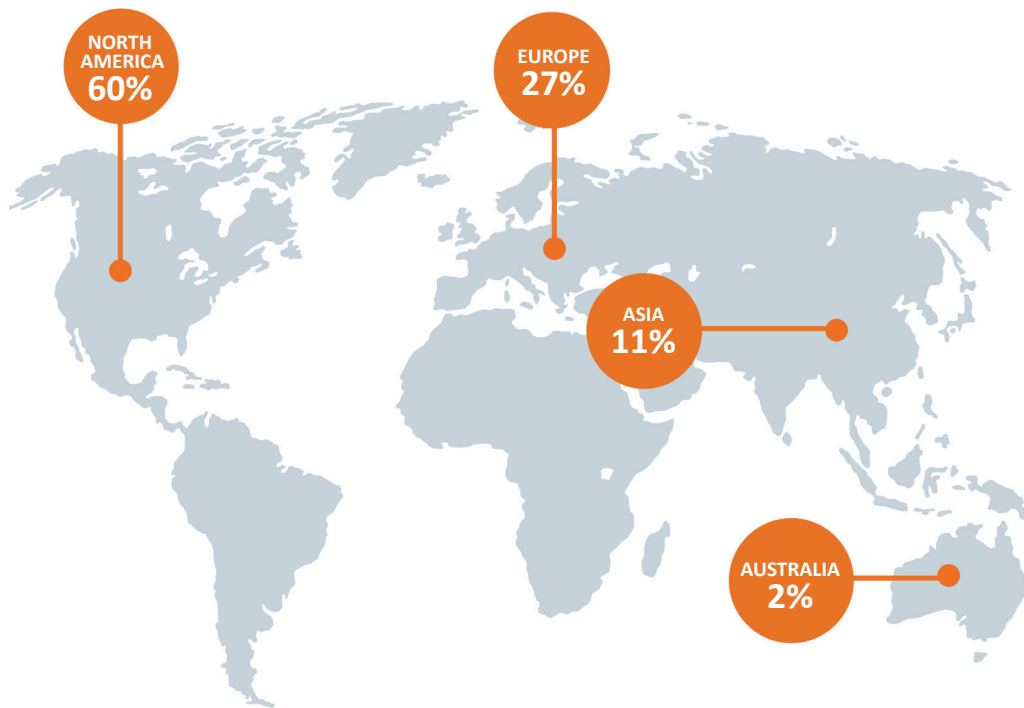 NORTH
AMERICA
60%
EUROPE
27%
ASIA
11%
AUSTRALIA
2%